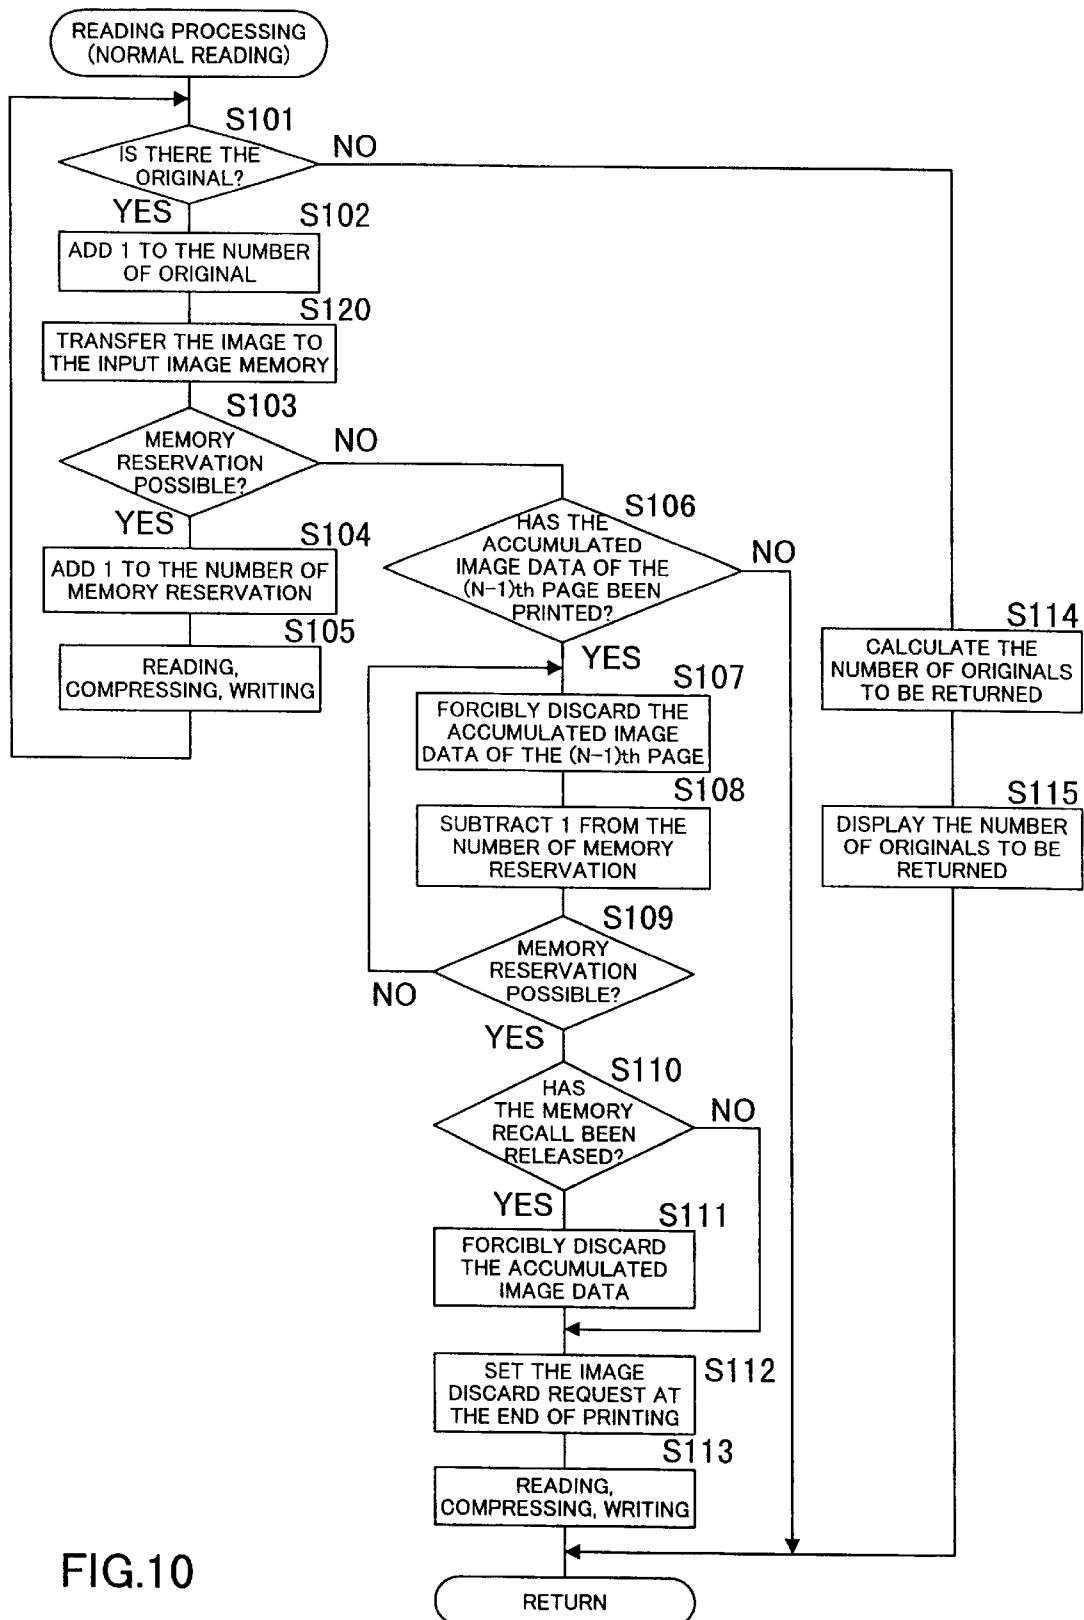 READING PROCESSING
(NORMAL READING)
S101
IS THERE THE
ORIGINAL?
NO
YES
S102
ADD 1 TO THE NUMBER
OF ORIGINAL
S120
TRANSFER THE IMAGE TO
THE INPUT IMAGE MEMORY
S103
MEMORY
RESERVATION
POSSIBLE?
NO
YES
S104
ADD 1 TO THE NUMBER OF
MEMORY RESERVATION
S105
READING,
COMPRESSING, WRITING
S106
HAS THE
ACCUMULATED
IMAGE DATA OF THE
(N-1)th PAGE BEEN
PRINTED?
NO
YES
S107
FORCIBLY DISCARD THE
ACCUMULATED IMAGE
DATA OF THE (N-1)th PAGE
S108
SUBTRACT 1 FROM THE
NUMBER OF MEMORY
RESERVATION
S109
MEMORY
RESERVATION
POSSIBLE?
NO
YES
S110
HAS
THE MEMORY
RECALL BEEN
RELEASED?
NO
YES
S111
FORCIBLY DISCARD
THE ACCUMULATED
IMAGE DATA
S112
SET THE IMAGE
DISCARD REQUEST AT
THE END OF PRINTING
S113
READING,
COMPRESSING, WRITING
S114
CALCULATE THE
NUMBER OF ORIGINALS
TO BE RETURNED
S115
DISPLAY THE NUMBER
OF ORIGINALS TO BE
RETURNED
RETURN
FIG.10